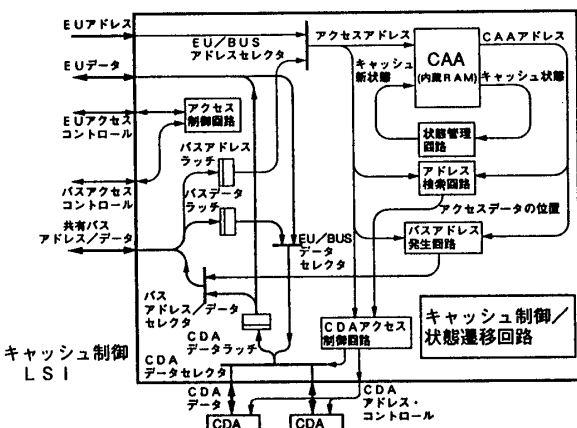 EUアドレス
EU/BUS
アドレスセレクタ
アクセスアドレス
CAA
(内蔵RAM)
CAAアドレス
EUデータ
キャッシュ
新状態
キャッシュ状態
EUアクセス
コントロール
アクセス
制御回路
状態管理
回路
バスアドレス
ラッチ
アドレス
検索回路
バスアクセス
コントロール
バスデータ
ラッチ
アクセスデータの位置
共有バス
アドレス/データ
EU/BUS
データ
セレクタ
バスアドレス
発生回路
バス
アドレス/データ
セレクタ
CDA
データラッチ
CDAアクセス
制御回路
キャッシュ制御/
状態遷移回路
キャッシュ制御
LSI
CDA
データセレクタ
CDA
データ
CDA
アドレス・
コントロール
CDA
CDA